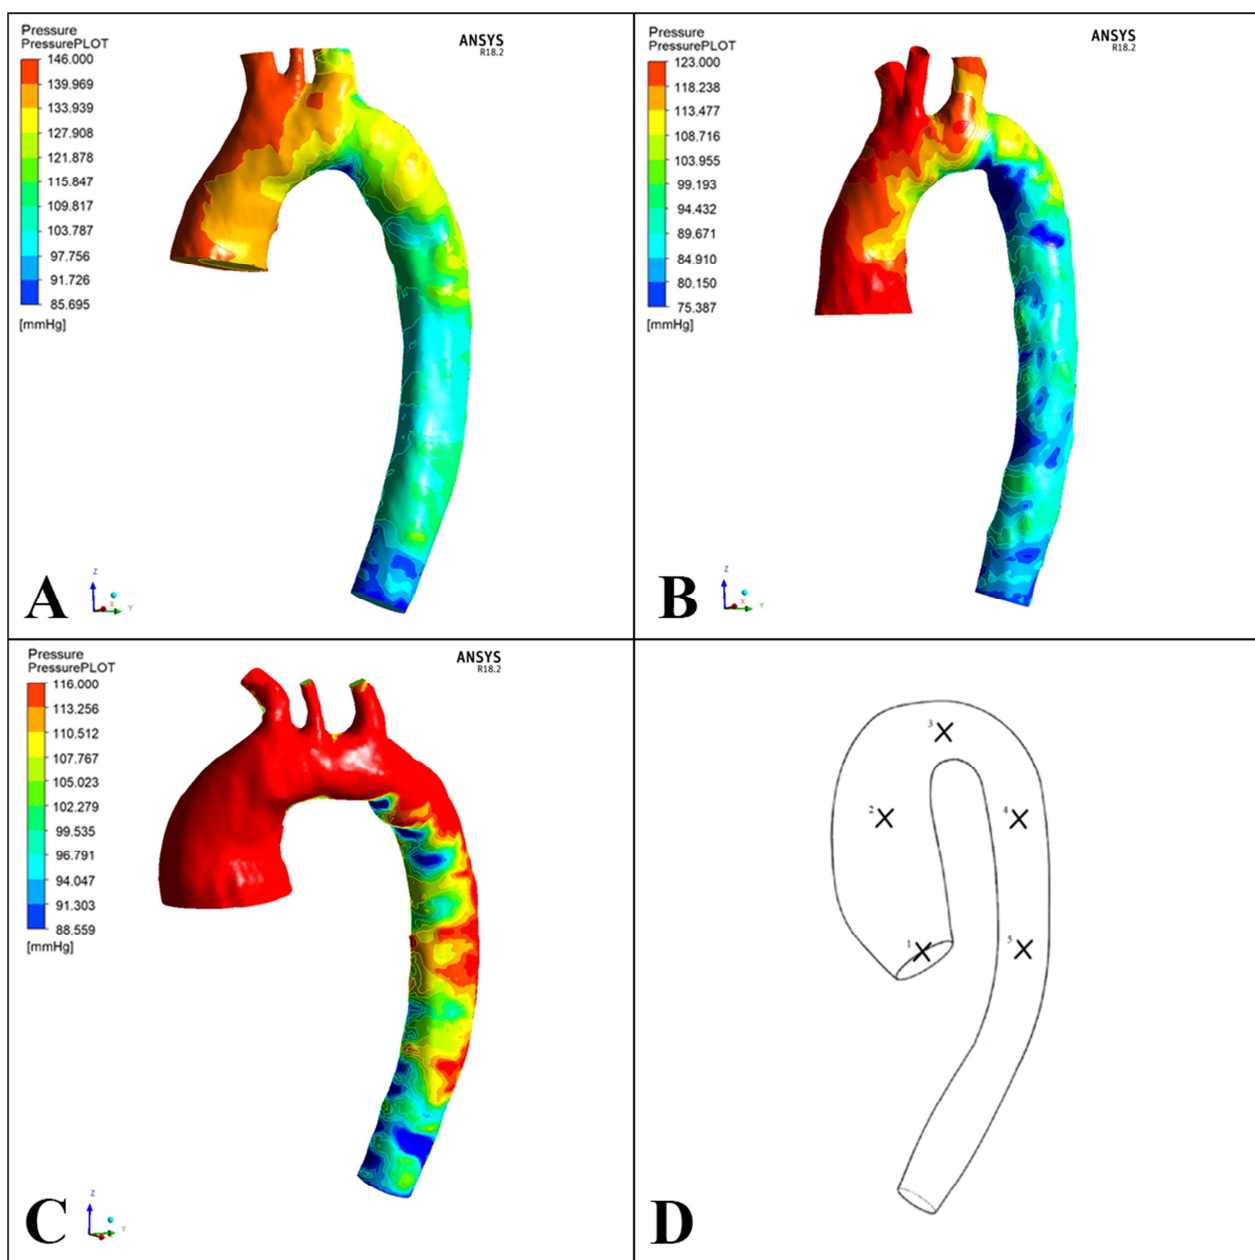 Pressure
PressurePLOT
146.000
139.969
133.939
127.908
121.878
115.847
109.817
103.787
97.756
91.726
85.695
[mmHg]
ANSYS
R18.2
Z
X
Y
A
Pressure
PressurePLOT
123.000
118.238
113.477
108.716
103.955
99.193
94.432
89.671
84.910
80.150
75.387
[mmHg]
ANSYS
R18.2
Z
X
Y
B
Pressure
PressurePLOT
116.000
113.256
110.512
107.767
105.023
102.279
99.535
96.791
94.047
91.303
88.559
[mmHg]
ANSYS
R18.2
Z
Y
C
3
2
4
1
5
D